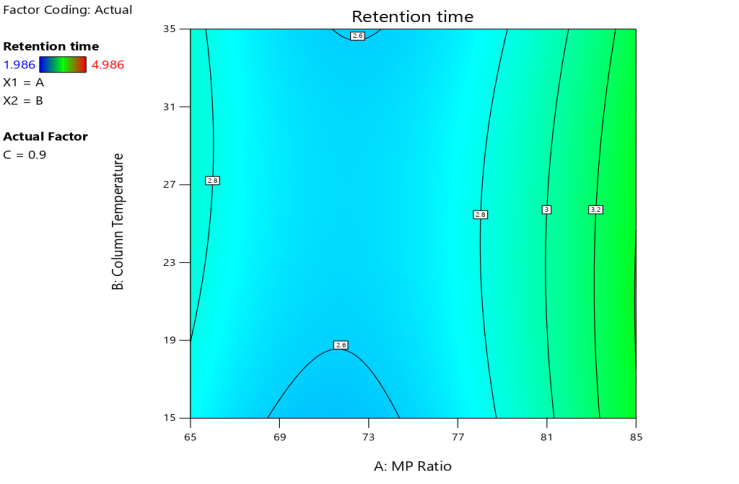 Factor Coding: Actual
Retention time
Retention time
1.986 4.986
X1 = A
X2 = B
Actual Factor
C = 0.9
B: Column Temperature
35
31
27
23
19
15
2.6
2.8
2.8
3
3.2
2.6
65 69 73 77 81 85
A: MP Ratio